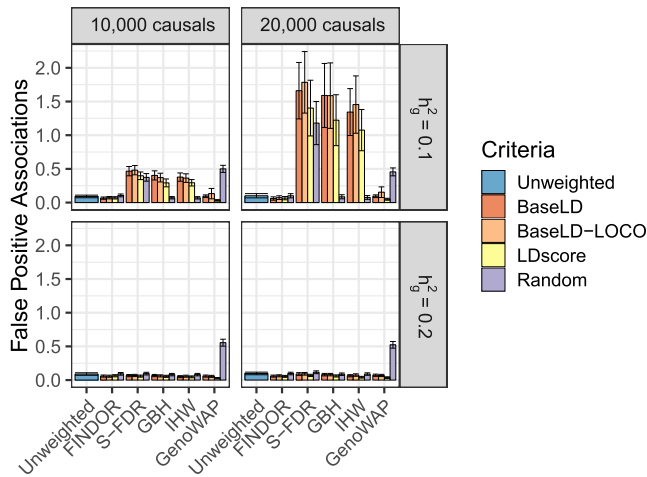 10,000 causals
20,000 causals
False Positive Associations
2.0
1.5
1.0
0.5
0.0
h²g = 0.1
2.0
1.5
1.0
0.5
0.0
h²g = 0.2
Unweighted
FINDOR
S−FDR
GBH
IHW
GenoWAP
Unweighted
FINDOR
S−FDR
GBH
IHW
GenoWAP
Criteria
Unweighted
BaseLD
BaseLD−LOCO
LDscore
Random